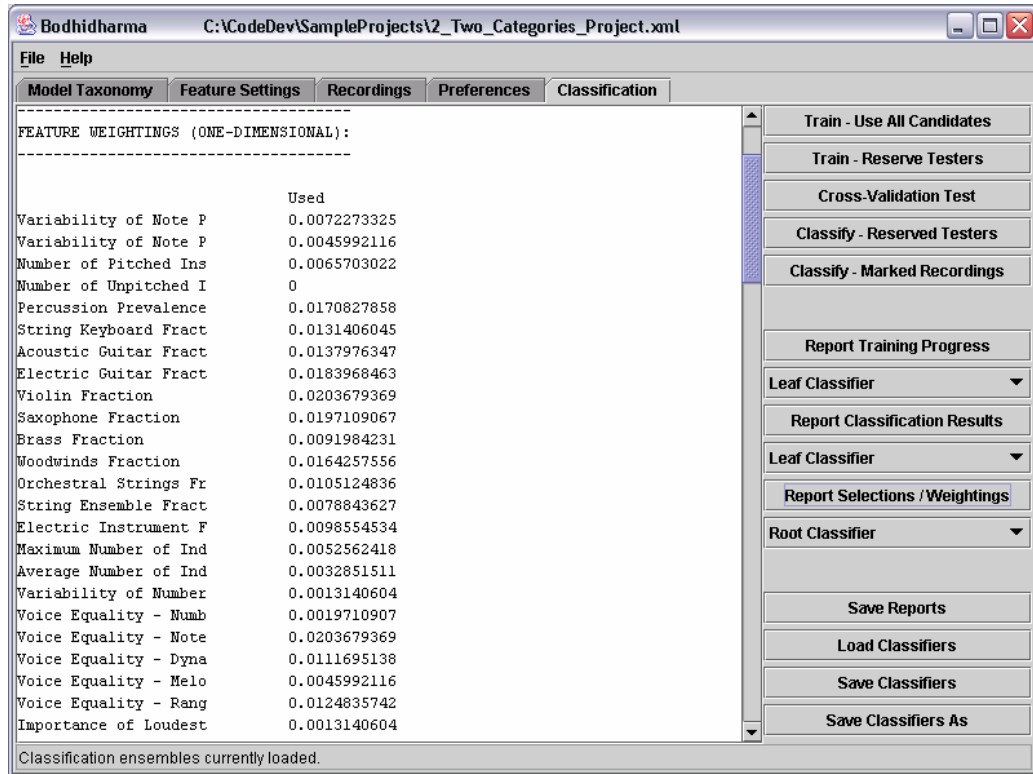 Bodhidharma C:\CodeDev\SampleProjects\2_Two_Categories_Project.xml
File Help
Model Taxonomy Feature Settings Recordings Preferences Classification
-------------------------------------
FEATURE WEIGHTINGS (ONE-DIMENSIONAL):
-------------------------------------
Used
Variability of Note P 0.0072273325
Variability of Note P 0.0045992116
Number of Pitched Ins 0.0065703022
Number of Unpitched I 0
Percussion Prevalence 0.0170827858
String Keyboard Fract 0.0131406045
Acoustic Guitar Fract 0.0137976347
Electric Guitar Fract 0.0183968463
Violin Fraction 0.0203679369
Saxophone Fraction 0.0197109067
Brass Fraction 0.0091984231
Woodwinds Fraction 0.0164257556
Orchestral Strings Fr 0.0105124836
String Ensemble Fract 0.0078843627
Electric Instrument F 0.0098554534
Maximum Number of Ind 0.0052562418
Average Number of Ind 0.0032851511
Variability of Number 0.0013140604
Voice Equality - Numb 0.0019710907
Voice Equality - Note 0.0203679369
Voice Equality - Dyna 0.0111695138
Voice Equality - Melo 0.0045992116
Voice Equality - Rang 0.0124835742
Importance of Loudest 0.0013140604
Train - Use All Candidates
Train - Reserve Testers
Cross-Validation Test
Classify - Reserved Testers
Classify - Marked Recordings
Report Training Progress
Leaf Classifier
Report Classification Results
Leaf Classifier
Report Selections / Weightings
Root Classifier
Save Reports
Load Classifiers
Save Classifiers
Save Classifiers As
Classification ensembles currently loaded.